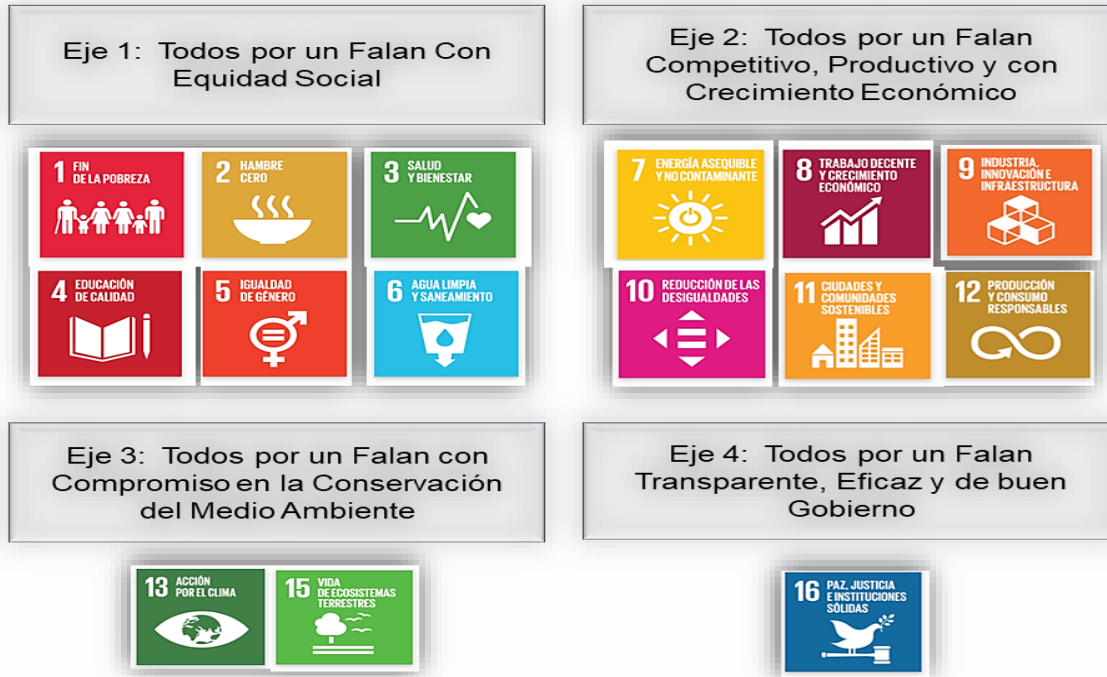 Eje 1: Todos por un Falan Con
Equidad Social
1 FIN
DE LA POBREZA
2 HAMBRE
CERO
3 SALUD
Y BIENESTAR
4 EDUCACIÓN
DE CALIDAD
5 IGUALDAD
DE GÉNERO
6 AGUA LIMPIA
Y SANEAMIENTO
Eje 2: Todos por un Falan
Competitivo, Productivo y con
Crecimiento Económico
7 ENERGÍA ASEQUIBLE
Y NO CONTAMINANTE
8 TRABAJO DECENTE
Y CRECIMIENTO
ECONÓMICO
9 INDUSTRIA,
INNOVACIÓN E
INFRAESTRUCTURA
10 REDUCCIÓN DE LAS
DESIGUALDADES
11 CIUDADES Y
COMUNIDADES
SOSTENIBLES
12 PRODUCCIÓN
Y CONSUMO
RESPONSABLES
Eje 3: Todos por un Falan con
Compromiso en la Conservación
del Medio Ambiente
13 ACCIÓN
POR EL CLIMA
15 VIDA
DE ECOSISTEMAS
TERRESTRES
Eje 4: Todos por un Falan
Transparente, Eficaz y de buen
Gobierno
16 PAZ, JUSTICIA
E INSTITUCIONES
SÓLIDAS